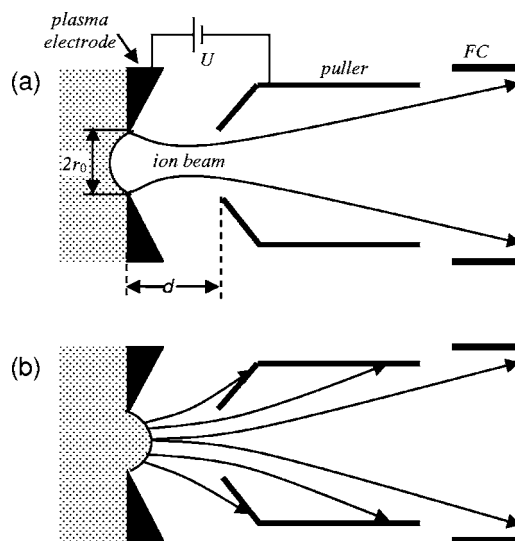 plasma
electrode
U
puller
FC
(a)
2r₀
ion beam
d
(b)